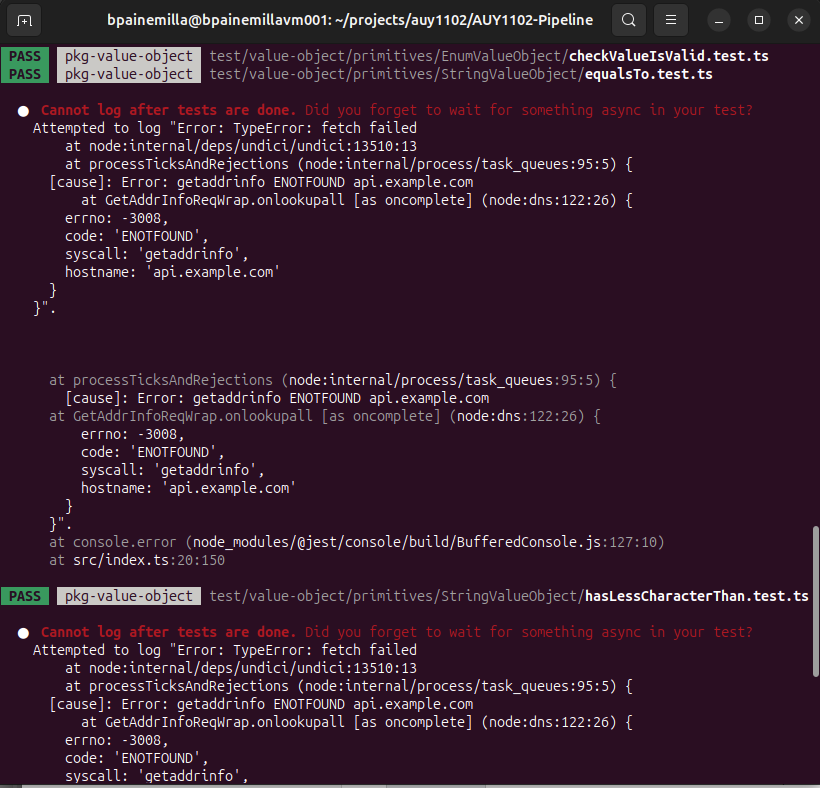 bpainemilla@bpainemillavm001: ~/projects/auy1102/AUY1102-Pipeline
PASS pkg-value-object test/value-object/primitives/EnumValueObject/checkValueIsValid.test.ts
PASS pkg-value-object test/value-object/primitives/StringValueObject/equalsTo.test.ts
● Cannot log after tests are done. Did you forget to wait for something async in your test?
Attempted to log "Error: TypeError: fetch failed
at node:internal/deps/undici/undici:13510:13
at processTicksAndRejections (node:internal/process/task_queues:95:5) {
[cause]: Error: getaddrinfo ENOTFOUND api.example.com
at GetAddrInfoReqWrap.onlookupall [as oncomplete] (node:dns:122:26) {
errno: -3008,
code: 'ENOTFOUND',
syscall: 'getaddrinfo',
hostname: 'api.example.com'
}
}".
at processTicksAndRejections (node:internal/process/task_queues:95:5) {
[cause]: Error: getaddrinfo ENOTFOUND api.example.com
at GetAddrInfoReqWrap.onlookupall [as oncomplete] (node:dns:122:26) {
errno: -3008,
code: 'ENOTFOUND',
syscall: 'getaddrinfo',
hostname: 'api.example.com'
}
}".
at console.error (node_modules/@jest/console/build/BufferedConsole.js:127:10)
at src/index.ts:20:150
PASS pkg-value-object test/value-object/primitives/StringValueObject/hasLessCharacterThan.test.ts
● Cannot log after tests are done. Did you forget to wait for something async in your test?
Attempted to log "Error: TypeError: fetch failed
at node:internal/deps/undici/undici:13510:13
at processTicksAndRejections (node:internal/process/task_queues:95:5) {
[cause]: Error: getaddrinfo ENOTFOUND api.example.com
at GetAddrInfoReqWrap.onlookupall [as oncomplete] (node:dns:122:26) {
errno: -3008,
code: 'ENOTFOUND',
syscall: 'getaddrinfo',